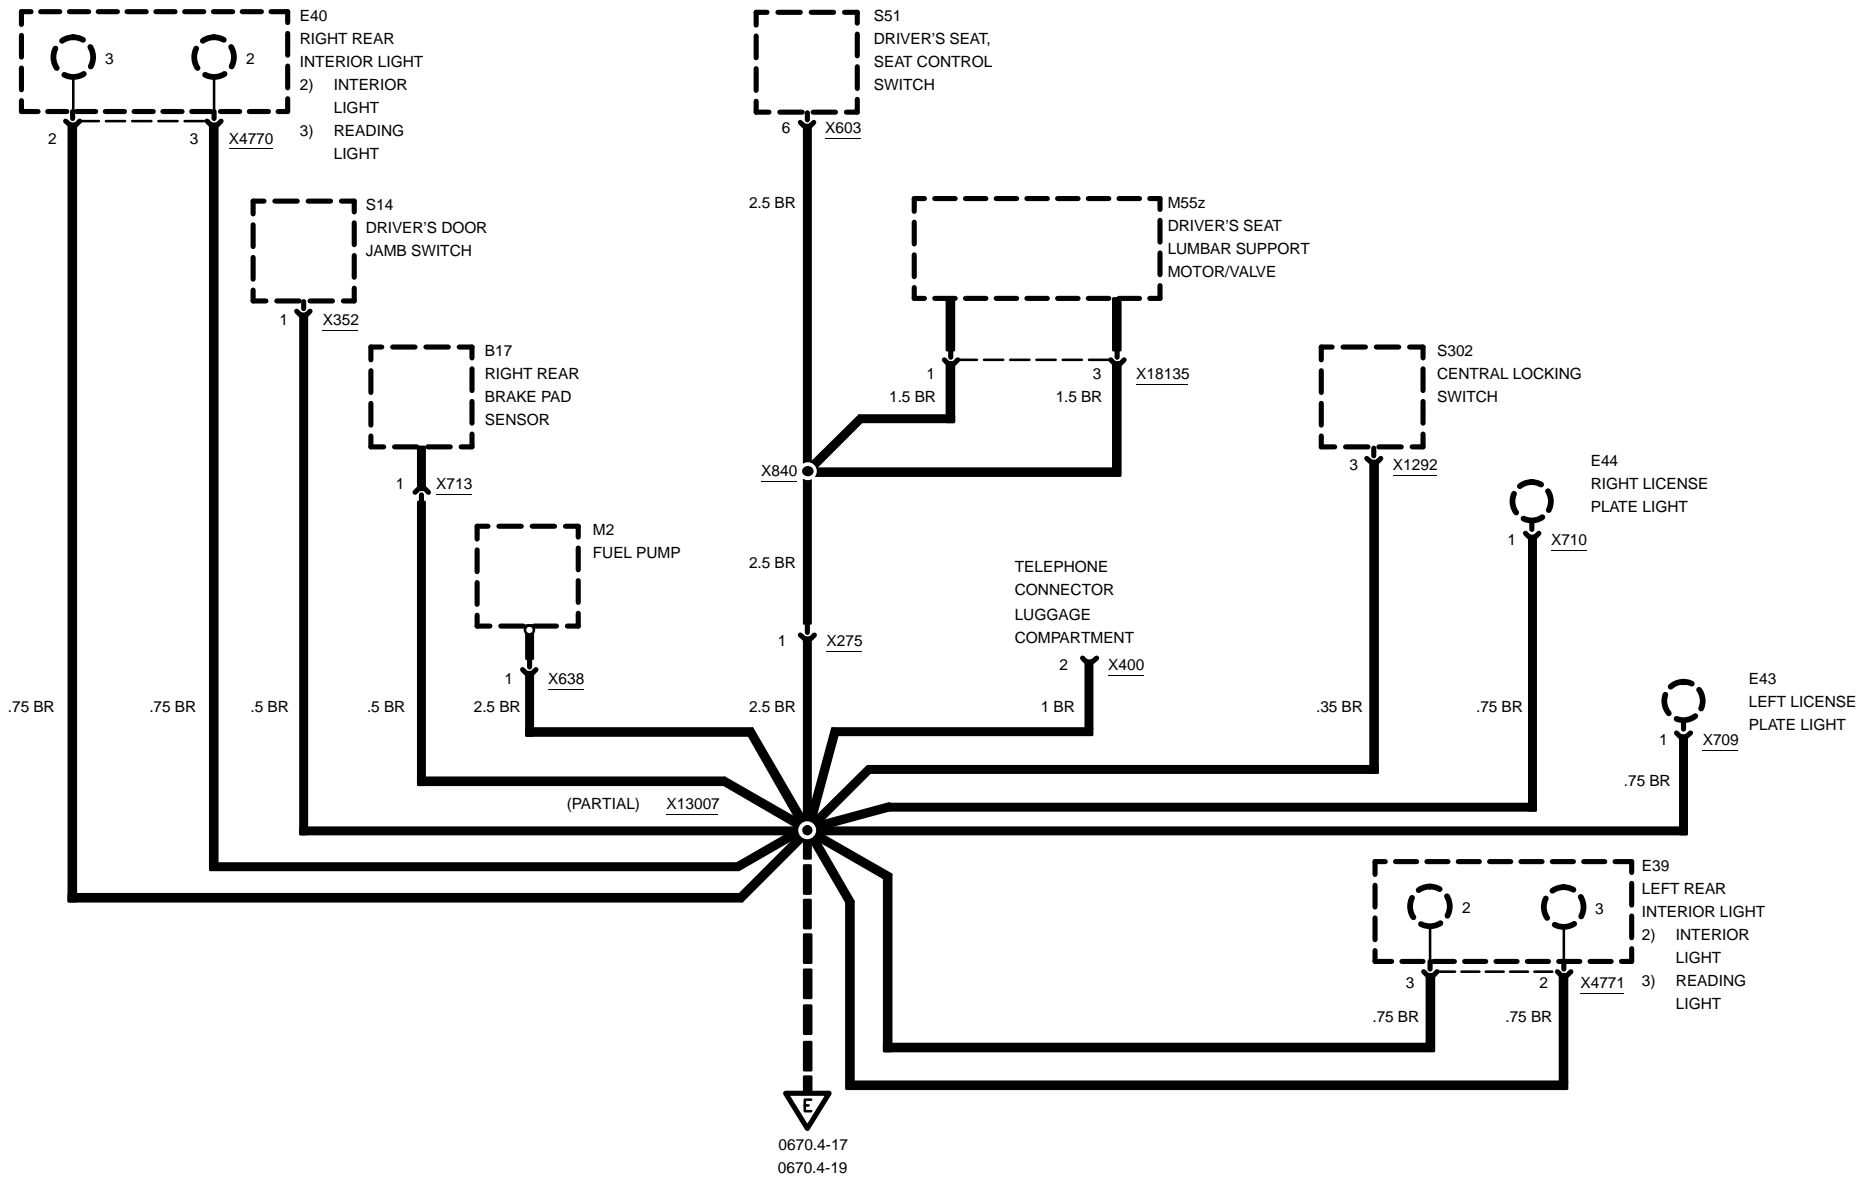 E40
RIGHT REAR
INTERIOR LIGHT
2) INTERIOR
LIGHT
3) READING
LIGHT
3
2
2
3
X4770
S51
DRIVER'S SEAT,
SEAT CONTROL
SWITCH
6
X603
2.5 BR
S14
DRIVER'S DOOR
JAMB SWITCH
1
X352
M55z
DRIVER'S SEAT
LUMBAR SUPPORT
MOTOR/VALVE
1
3
X18135
1.5 BR
1.5 BR
B17
RIGHT REAR
BRAKE PAD
SENSOR
1
X713
S302
CENTRAL LOCKING
SWITCH
3
X1292
X840
E44
RIGHT LICENSE
PLATE LIGHT
1
X710
M2
FUEL PUMP
1
X638
2.5 BR
1
X275
TELEPHONE
CONNECTOR
LUGGAGE
COMPARTMENT
2
X400
E43
LEFT LICENSE
PLATE LIGHT
1
X709
.75 BR
.75 BR
.75 BR
.5 BR
.5 BR
2.5 BR
2.5 BR
1 BR
.35 BR
.75 BR
(PARTIAL)
X13007
E39
LEFT REAR
INTERIOR LIGHT
2) INTERIOR
LIGHT
3) READING
LIGHT
2
3
3
2
X4771
.75 BR
.75 BR
E
0670.4-17
0670.4-19